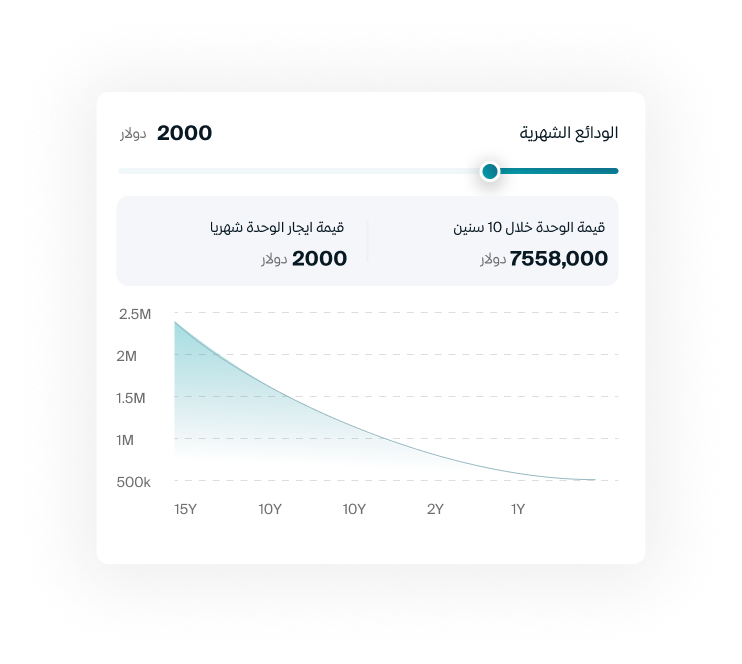 الودائع الشهرية
2000 دولار
قيمة الوحدة خلال 10 سنين
7558,000 دولار
قيمة ايجار الوحدة شهريا
2000 دولار
2.5M
2M
1.5M
1M
500k
15Y 10Y 10Y 2Y 1Y